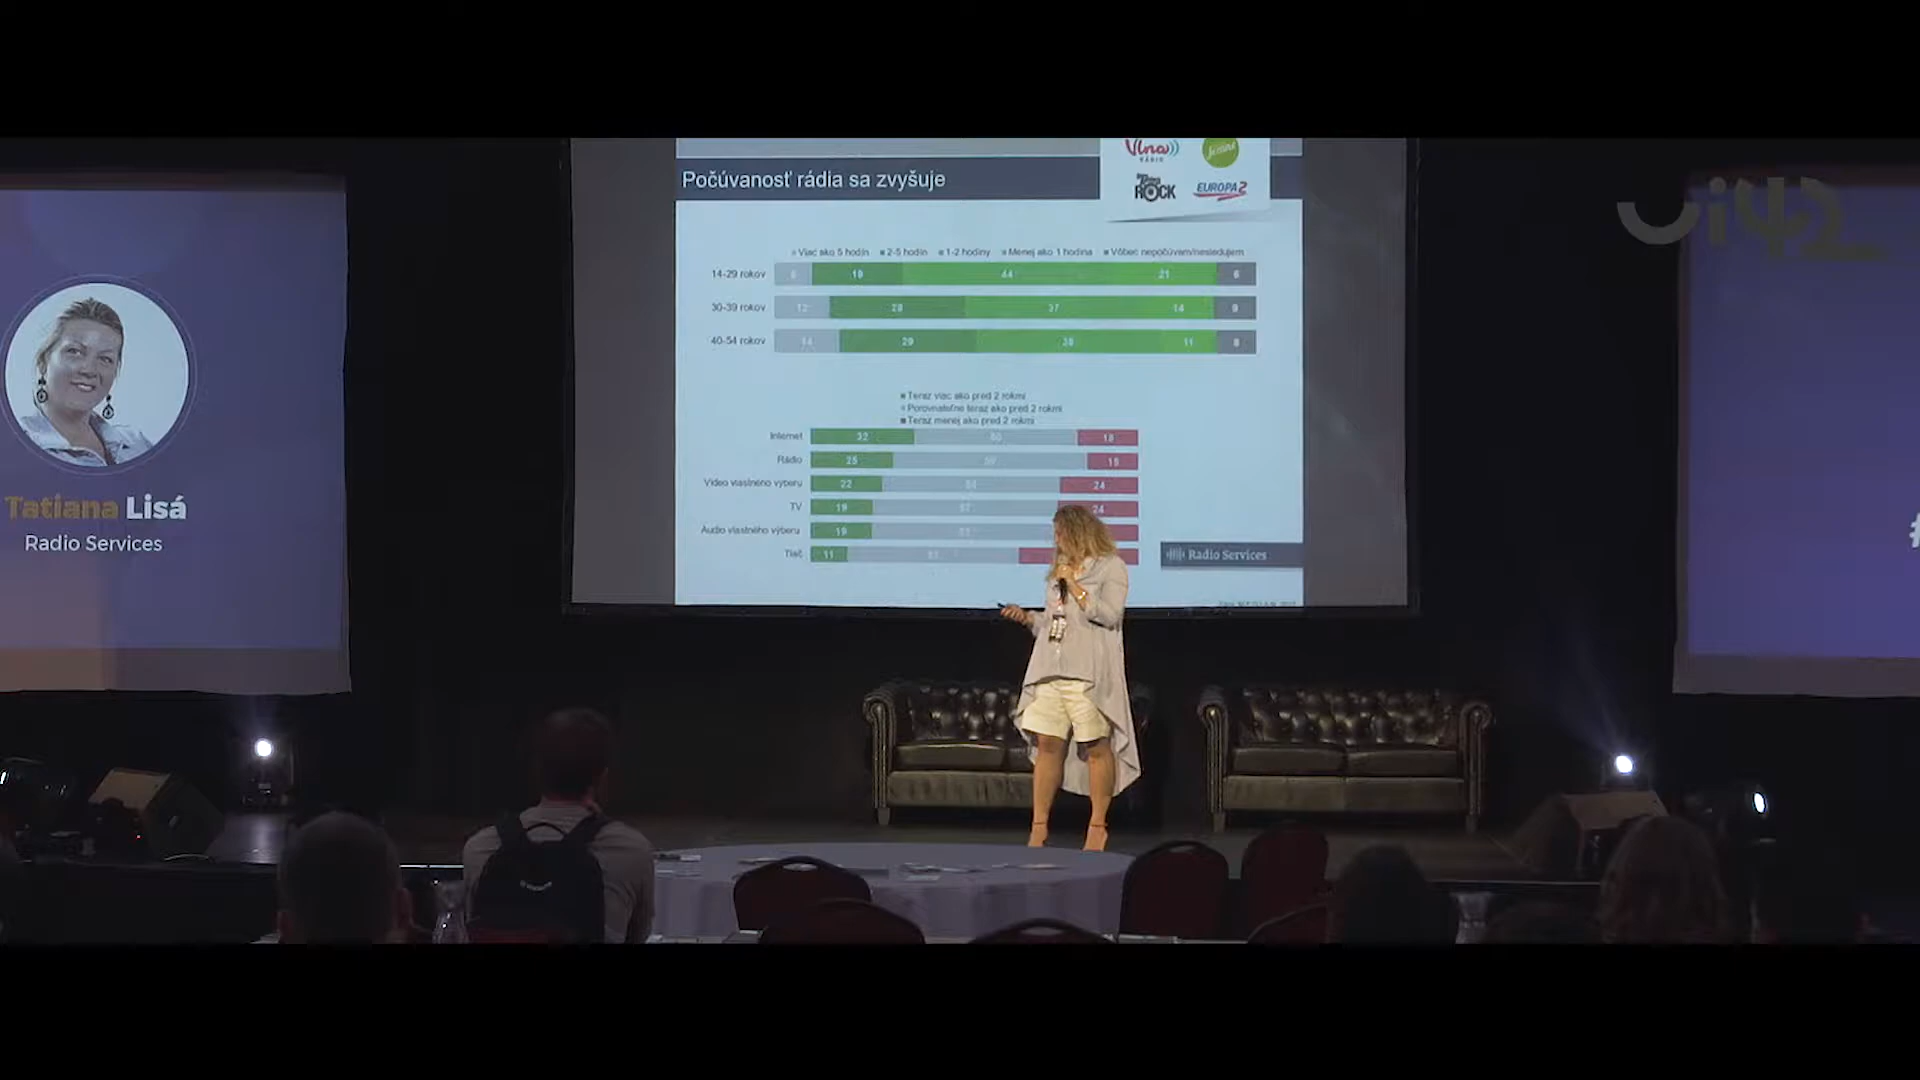 Počúvanosť rádia sa zvyšuje
Vlna
RÁDIO
ROCK
EUROPA 2
Viac ako 5 hodín 2-5 hodín 1-2 hodiny Menej ako 1 hodina Vôbec nepočúvam/nesledujem
14-29 rokov 19 44 21 6
30-39 rokov 12 28 37 14 9
40-54 rokov 14 29 38 11 8
Teraz viac ako pred 2 rokmi
Porovnateľne teraz ako pred 2 rokmi
Teraz menej ako pred 2 rokmi
Internet 32
Rádio 25
Video vlastného výberu 22 24
TV 19 24
Audio vlastného výberu 19
Tlač 11
Radio Services
Tatiana Lisá
Radio Services
ui42
#